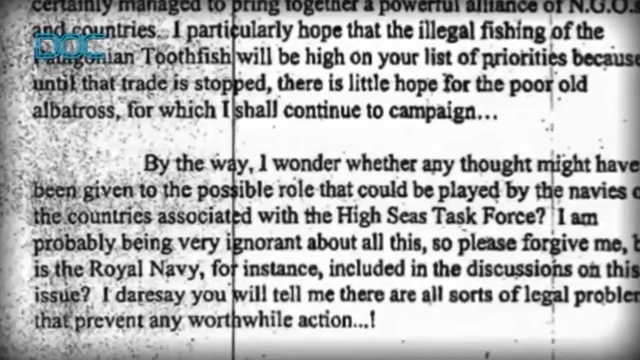 certainly managed to bring together a powerful alliance of N.G.O.s
and countries. I particularly hope that the illegal fishing of the
DOC
Toothfish will be high on your list of priorities because
until that trade is stopped, there is little hope for the poor old
albatross, for which I shall continue to campaign...
By the way, I wonder whether any thought might have
been given to the possible role that could be played by the navies
the countries associated with the High Seas Task Force? I am
probably being very ignorant about all this, so please forgive me,
is the Royal Navy, for instance, included in the discussions on this
issue? I daresay you will tell me there are all sorts of legal
that prevent any worthwhile action...!